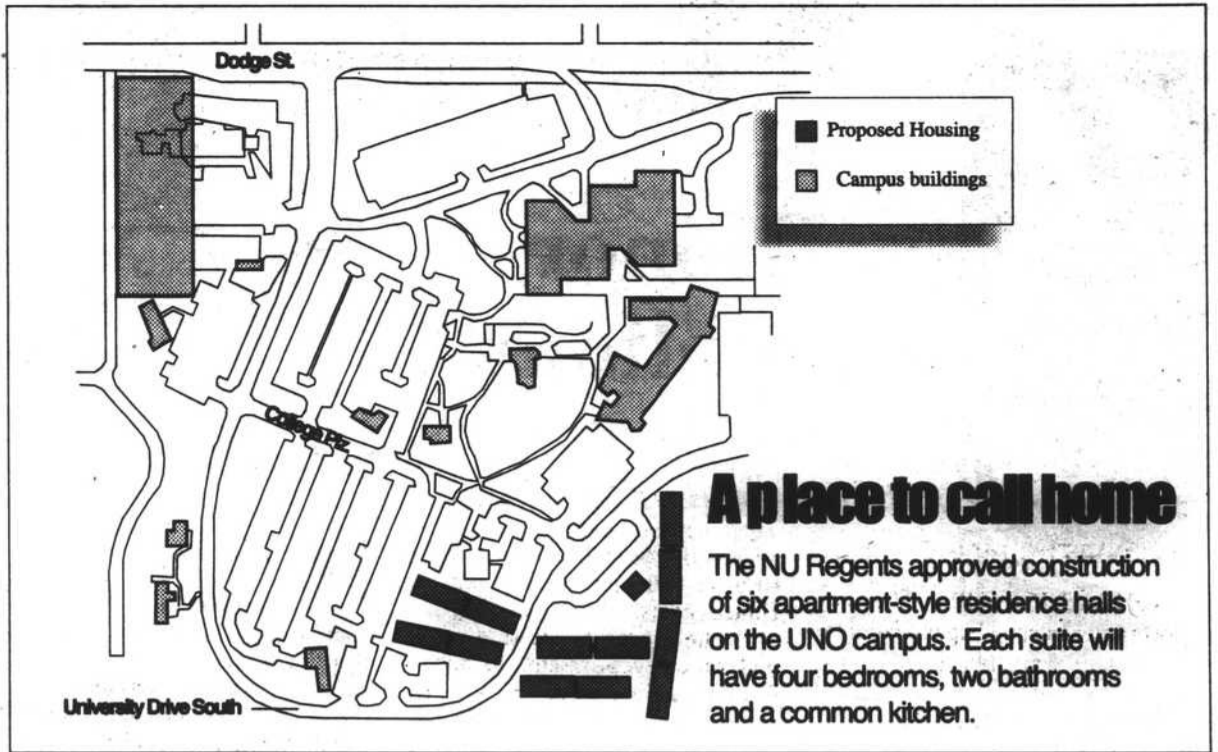 Dodge St.
Proposed Housing
Campus buildings
College Plz.
A place to call home
The NU Regents approved construction
of six apartment-style residence halls
on the UNO campus. Each suite will
have four bedrooms, two bathrooms
and a common kitchen.
University Drive South